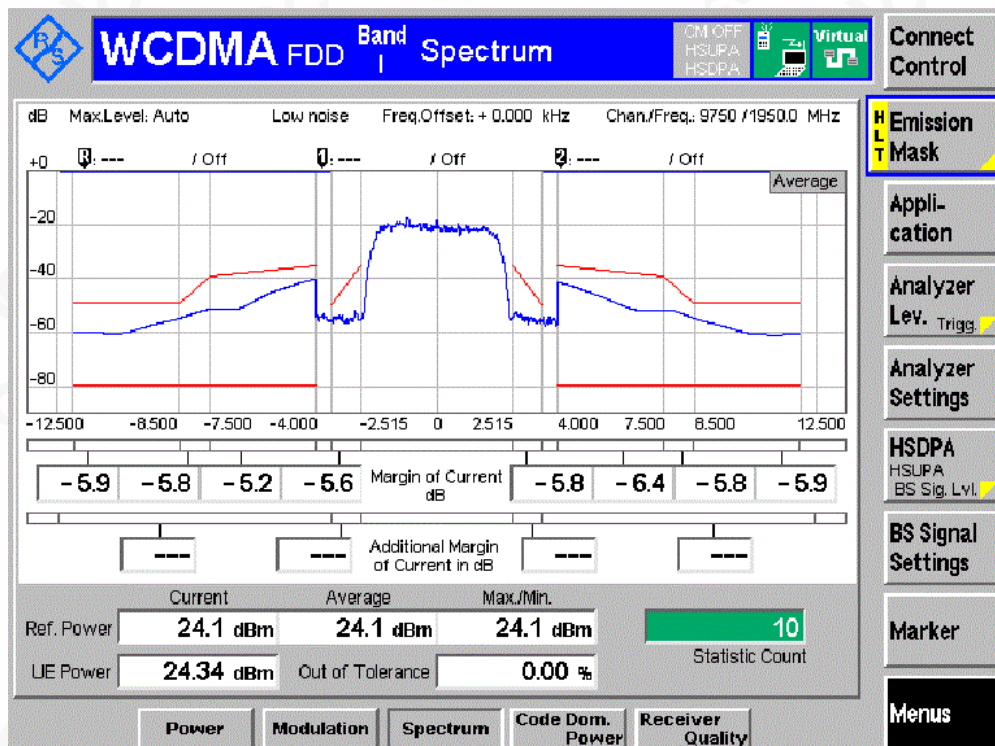 R&S
WCDMA FDD Band I Spectrum
CM OFF
HSUPA
HSDPA
Virtual
Connect
Control
dB Max.Level: Auto Low noise Freq.Offset: + 0.000 kHz Chan./Freq.: 9750 / 1950.0 MHz
HLT
Emission
Mask
R: --- / Off 1: --- / Off 2: --- / Off
+0
Average
-20
-40
-60
-80
Appli-
cation
Analyzer
Lev. Trigg.
Analyzer
Settings
-12.500 -8.500 -7.500 -4.000 -2.515 0 2.515 4.000 7.500 8.500 12.500
-5.9 -5.8 -5.2 -5.6 Margin of Current dB -5.8 -6.4 -5.8 -5.9
HSDPA
HSUPA
BS Sig. Lvl.
--- --- Additional Margin of Current in dB --- ---
BS Signal
Settings
Current Average Max./Min.
Ref. Power 24.1 dBm 24.1 dBm 24.1 dBm 10
Statistic Count
UE Power 24.34 dBm Out of Tolerance 0.00 %
Marker
Power Modulation Spectrum Code Dom. Power Receiver Quality
Menus